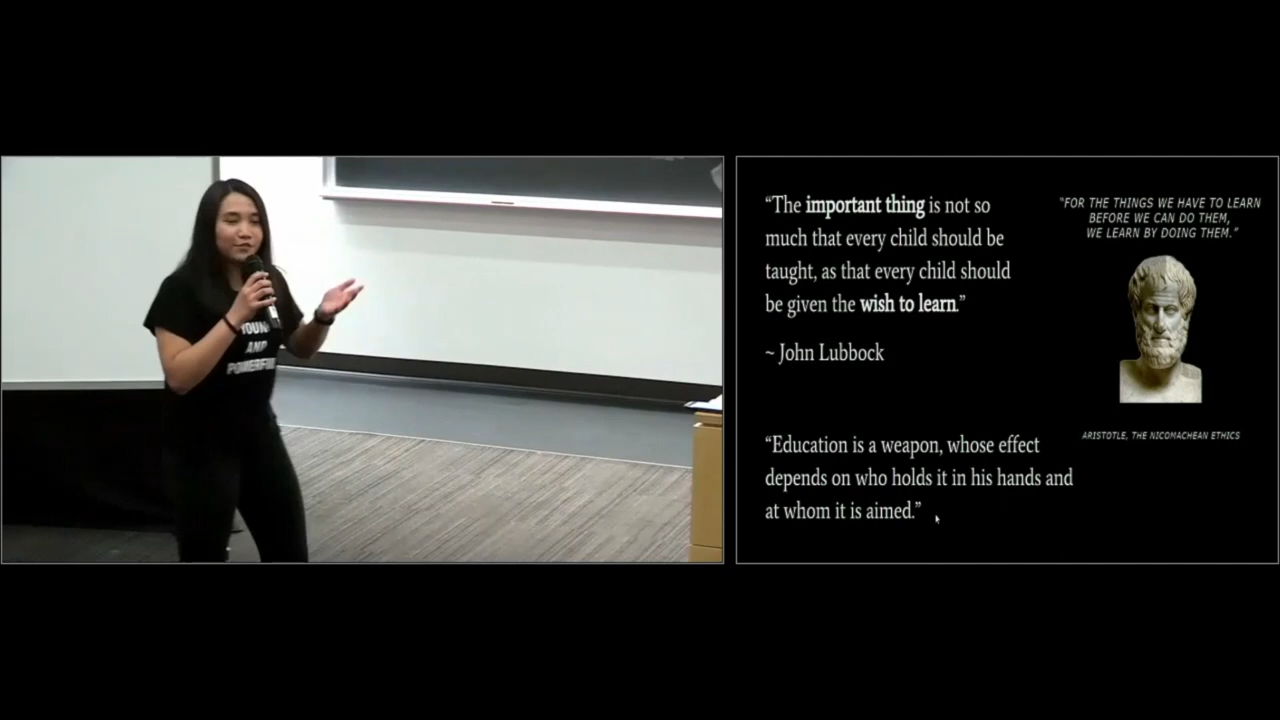 YOUNG
AND
POWERFUL
“The important thing is not so
much that every child should be
taught, as that every child should
be given the wish to learn.”
~ John Lubbock
“Education is a weapon, whose effect
depends on who holds it in his hands and
at whom it is aimed.”
“FOR THE THINGS WE HAVE TO LEARN
BEFORE WE CAN DO THEM,
WE LEARN BY DOING THEM.”
ARISTOTLE, THE NICOMACHEAN ETHICS